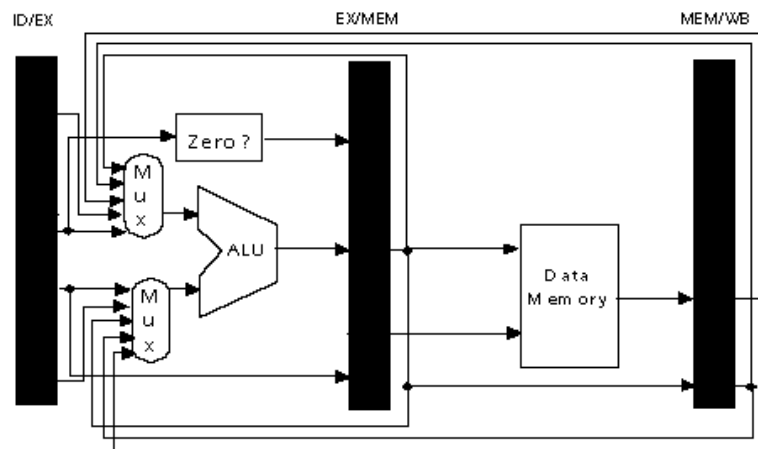 ID/EX
EX/MEM
MEM/WB
Zero ?
M
u
x
ALU
Data
Memory
M
u
x